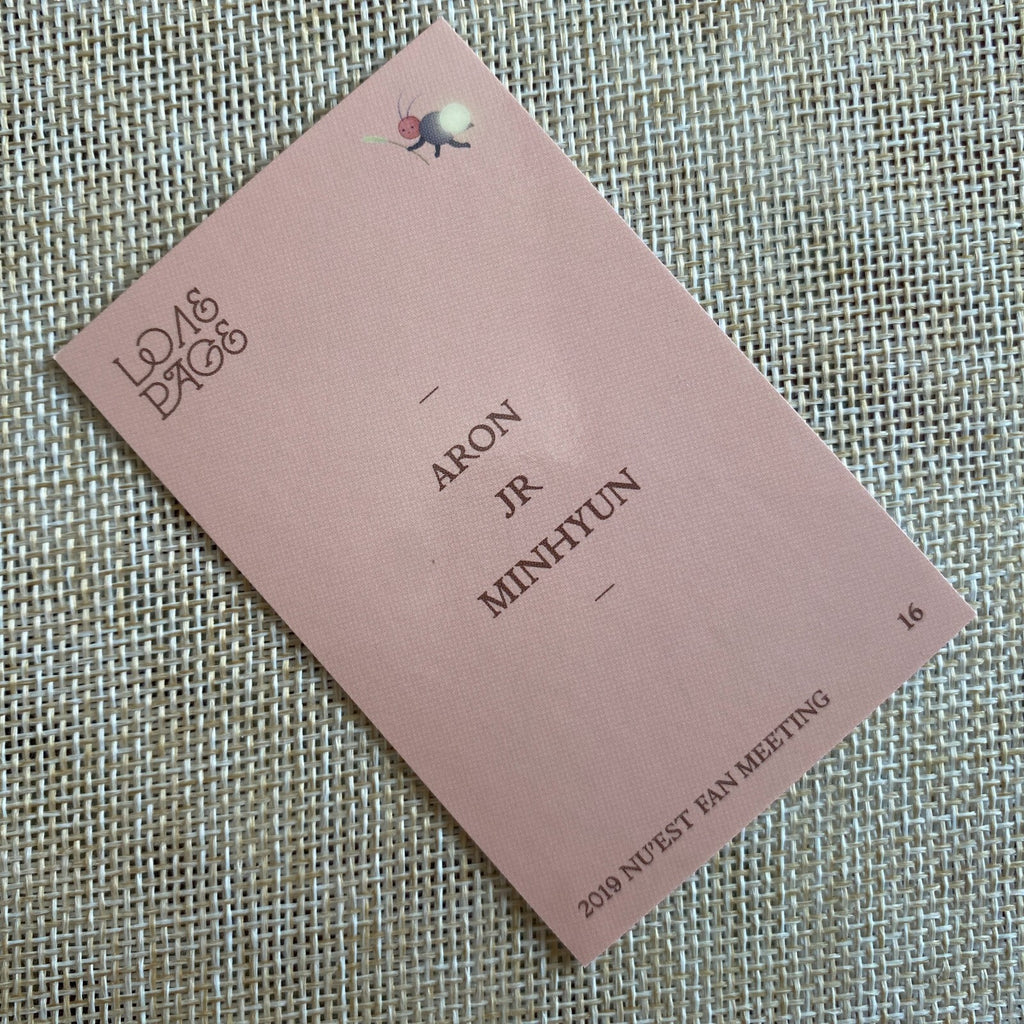 LOVE
PAGE
ARON
JR
MINHYUN
16
2019 NU'EST FAN MEETING